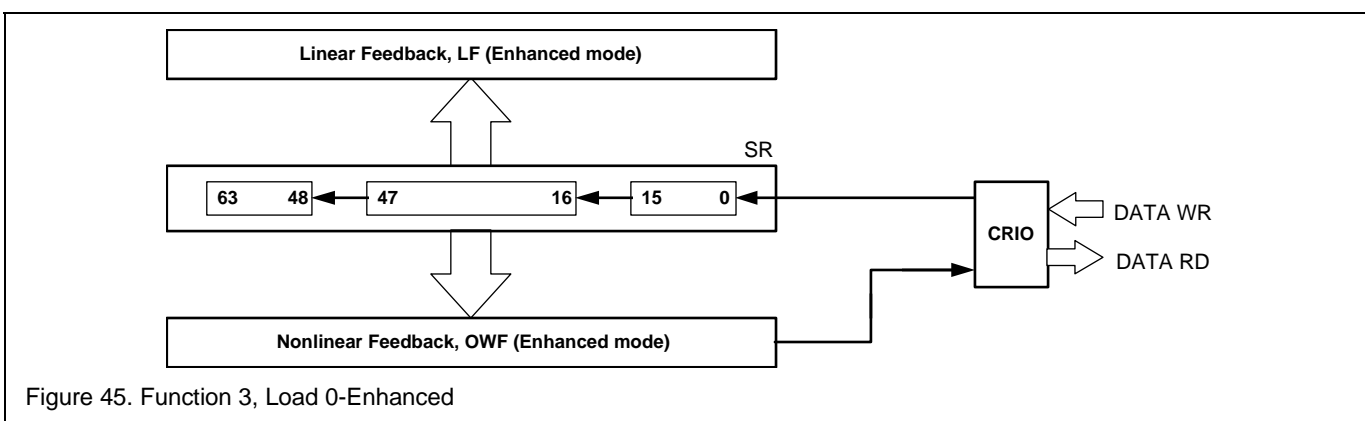 Linear Feedback, LF (Enhanced mode)
SR
63 48 47 16 15 0
CRIO
DATA WR
DATA RD
Nonlinear Feedback, OWF (Enhanced mode)
Figure 45. Function 3, Load 0-Enhanced